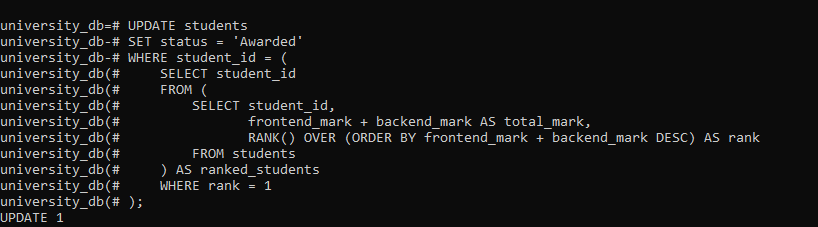 university_db=# UPDATE students
university_db-# SET status = 'Awarded'
university_db-# WHERE student_id = (
university_db(#     SELECT student_id
university_db(#     FROM (
university_db(#         SELECT student_id,
university_db(#                frontend_mark + backend_mark AS total_mark,
university_db(#                RANK() OVER (ORDER BY frontend_mark + backend_mark DESC) AS rank
university_db(#         FROM students
university_db(#     ) AS ranked_students
university_db(#     WHERE rank = 1
university_db(# );
UPDATE 1